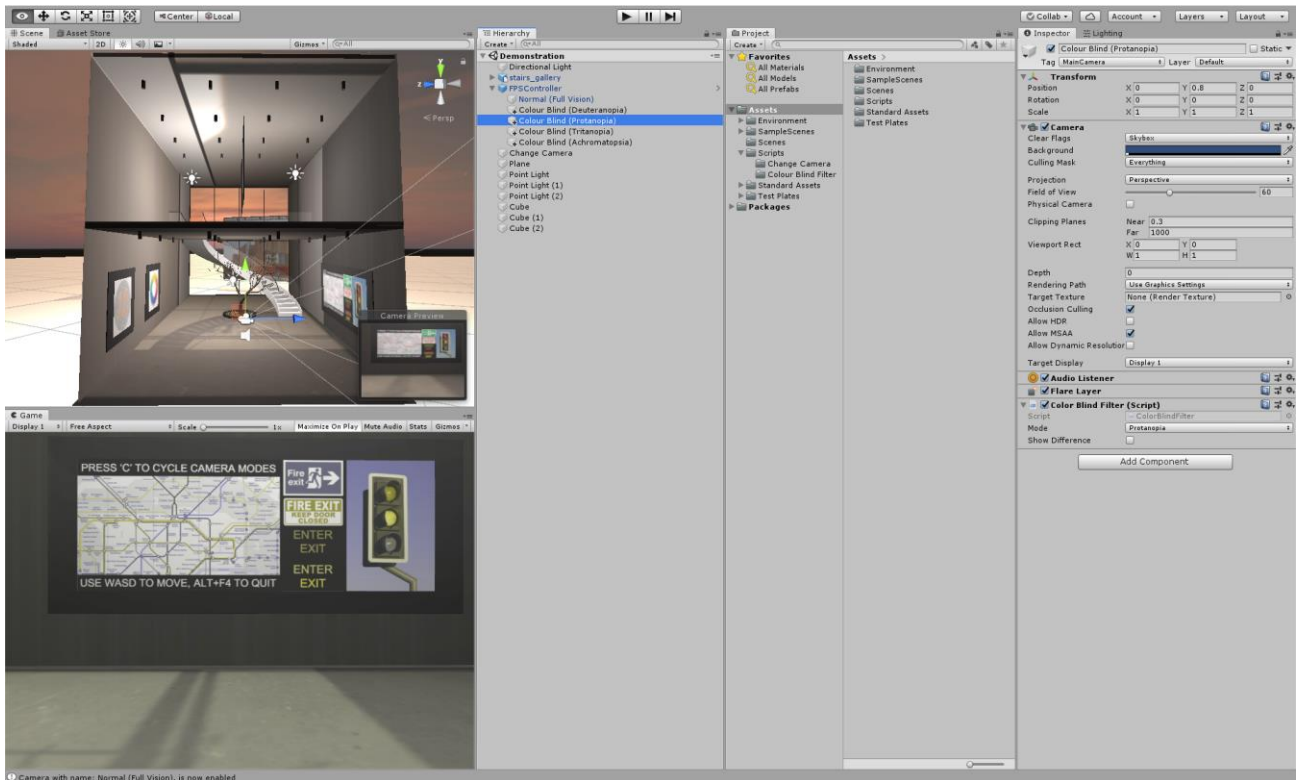 Center
Local
Collab
Account
Layers
Layout
Scene
Asset Store
Shaded
2D
Gizmos
All
Persp
Camera Preview
Game
Display 1
Free Aspect
Scale
1x
Maximize On Play
Mute Audio
Stats
Gizmos
PRESS 'C' TO CYCLE CAMERA MODES
USE WASD TO MOVE, ALT+F4 TO QUIT
Fire
exit
FIRE EXIT
KEEP DOOR
CLOSED
ENTER
EXIT
ENTER
EXIT
Camera with name: Normal (Full Vision), is now enabled
Hierarchy
Create
All
Demonstration
Directional Light
stairs_gallery
FPSController
Normal (Full Vision)
Colour Blind (Deuteranopia)
Colour Blind (Protanopia)
Colour Blind (Tritanopia)
Colour Blind (Achromatopsia)
Change Camera
Plane
Point Light
Point Light (1)
Point Light (2)
Cube
Cube (1)
Cube (2)
Project
Create
Favorites
All Materials
All Models
All Prefabs
Assets
Environment
SampleScenes
Scenes
Scripts
Change Camera
Colour Blind Filter
Standard Assets
Test Plates
Packages
Assets >
Environment
SampleScenes
Scenes
Scripts
Standard Assets
Test Plates
Inspector
Lighting
Colour Blind (Protanopia)
Static
Tag MainCamera
Layer Default
Transform
Position X 0 Y 0.8 Z 0
Rotation X 0 Y 0 Z 0
Scale X 1 Y 1 Z 1
Camera
Clear Flags Skybox
Background
Culling Mask Everything
Projection Perspective
Field of View 60
Physical Camera
Clipping Planes Near 0.3
Far 1000
Viewport Rect X 0 Y 0
W 1 H 1
Depth 0
Rendering Path Use Graphics Settings
Target Texture None (Render Texture)
Occlusion Culling
Allow HDR
Allow MSAA
Allow Dynamic Resolution
Target Display Display 1
Audio Listener
Flare Layer
Color Blind Filter (Script)
Script ColorBlindFilter
Mode Protanopia
Show Difference
Add Component